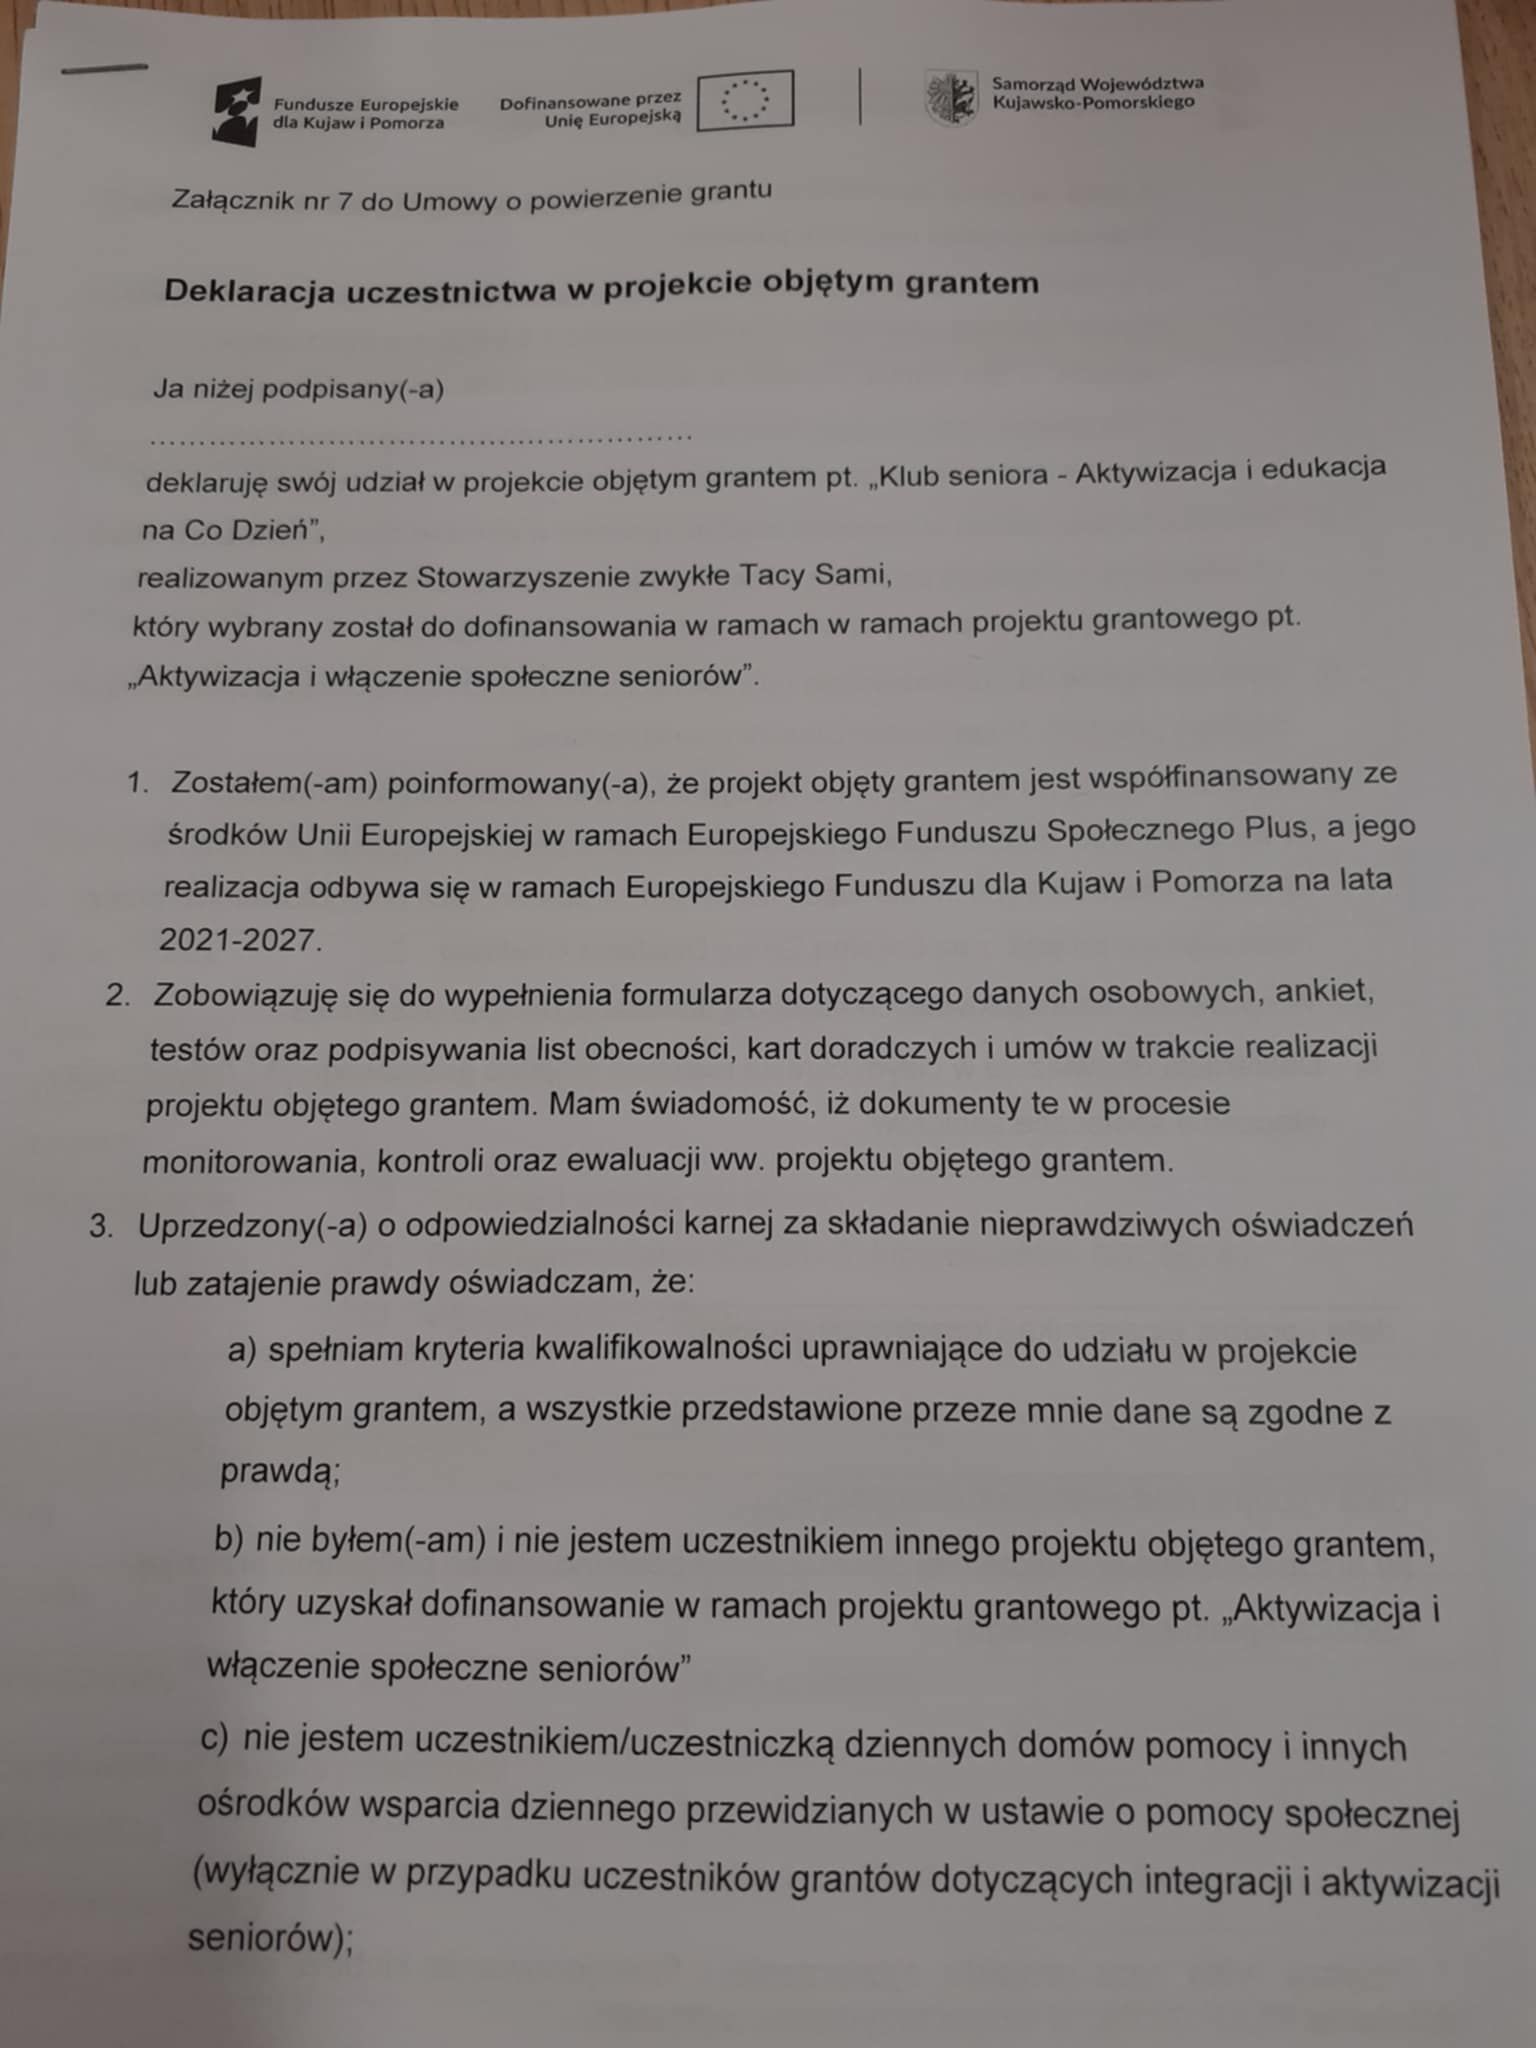 Fundusze Europejskie
dla Kujaw i Pomorza
Dofinansowane przez
Unię Europejską
Samorząd Województwa
Kujawsko-Pomorskiego
Załącznik nr 7 do Umowy o powierzenie grantu
Deklaracja uczestnictwa w projekcie objętym grantem
Ja niżej podpisany(-a)
......................................................
deklaruję swój udział w projekcie objętym grantem pt. „Klub seniora - Aktywizacja i edukacja
na Co Dzień”,
realizowanym przez Stowarzyszenie zwykłe Tacy Sami,
który wybrany został do dofinansowania w ramach w ramach projektu grantowego pt.
„Aktywizacja i włączenie społeczne seniorów”.
1. Zostałem(-am) poinformowany(-a), że projekt objęty grantem jest współfinansowany ze
środków Unii Europejskiej w ramach Europejskiego Funduszu Społecznego Plus, a jego
realizacja odbywa się w ramach Europejskiego Funduszu dla Kujaw i Pomorza na lata
2021-2027.
2. Zobowiązuję się do wypełnienia formularza dotyczącego danych osobowych, ankiet,
testów oraz podpisywania list obecności, kart doradczych i umów w trakcie realizacji
projektu objętego grantem. Mam świadomość, iż dokumenty te w procesie
monitorowania, kontroli oraz ewaluacji ww. projektu objętego grantem.
3. Uprzedzony(-a) o odpowiedzialności karnej za składanie nieprawdziwych oświadczeń
lub zatajenie prawdy oświadczam, że:
a) spełniam kryteria kwalifikowalności uprawniające do udziału w projekcie
objętym grantem, a wszystkie przedstawione przeze mnie dane są zgodne z
prawdą;
b) nie byłem(-am) i nie jestem uczestnikiem innego projektu objętego grantem,
który uzyskał dofinansowanie w ramach projektu grantowego pt. „Aktywizacja i
włączenie społeczne seniorów”
c) nie jestem uczestnikiem/uczestniczką dziennych domów pomocy i innych
ośrodków wsparcia dziennego przewidzianych w ustawie o pomocy społecznej
(wyłącznie w przypadku uczestników grantów dotyczących integracji i aktywizacji
seniorów);